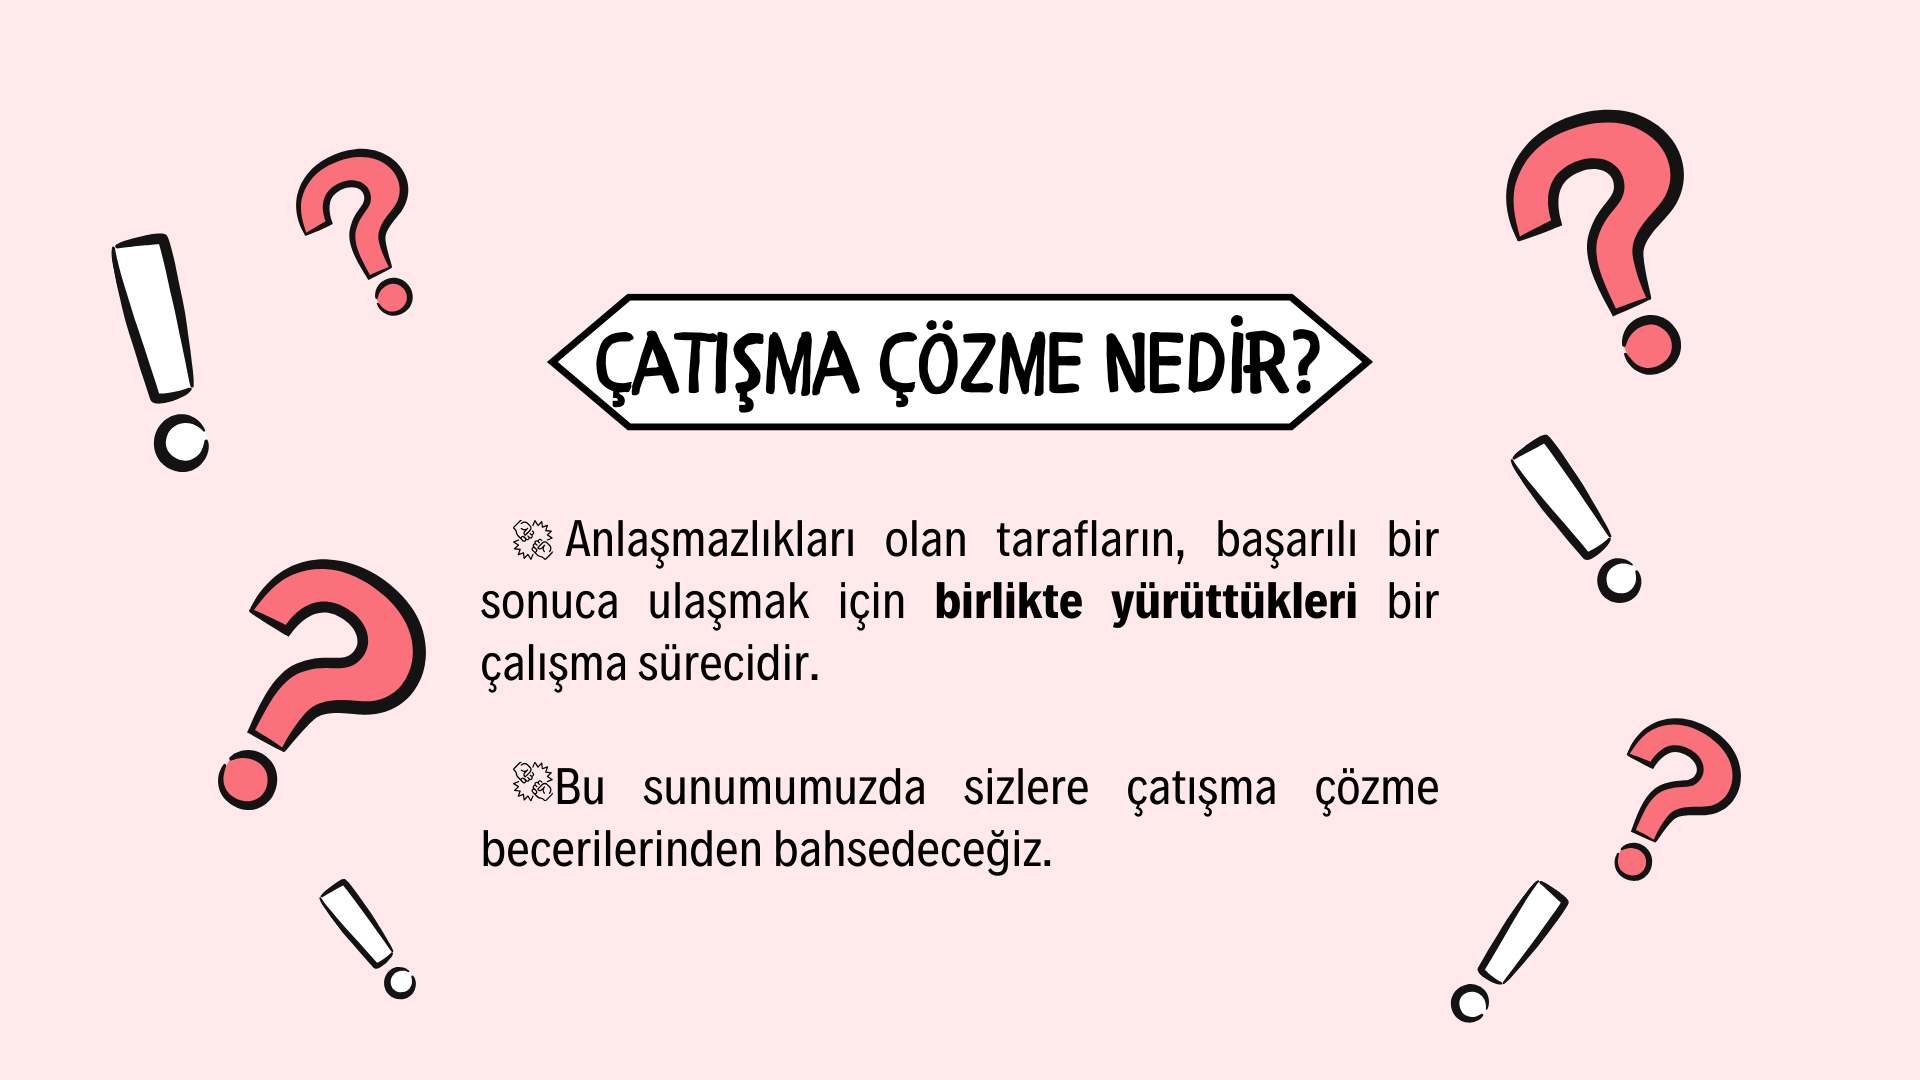 ÇATIŞMA ÇÖZME NEDİR?
Anlaşmazlıkları olan tarafların, başarılı bir
sonuca ulaşmak için birlikte yürüttükleri bir
çalışma sürecidir.
Bu sunumumuzda sizlere çatışma çözme
becerilerinden bahsedeceğiz.